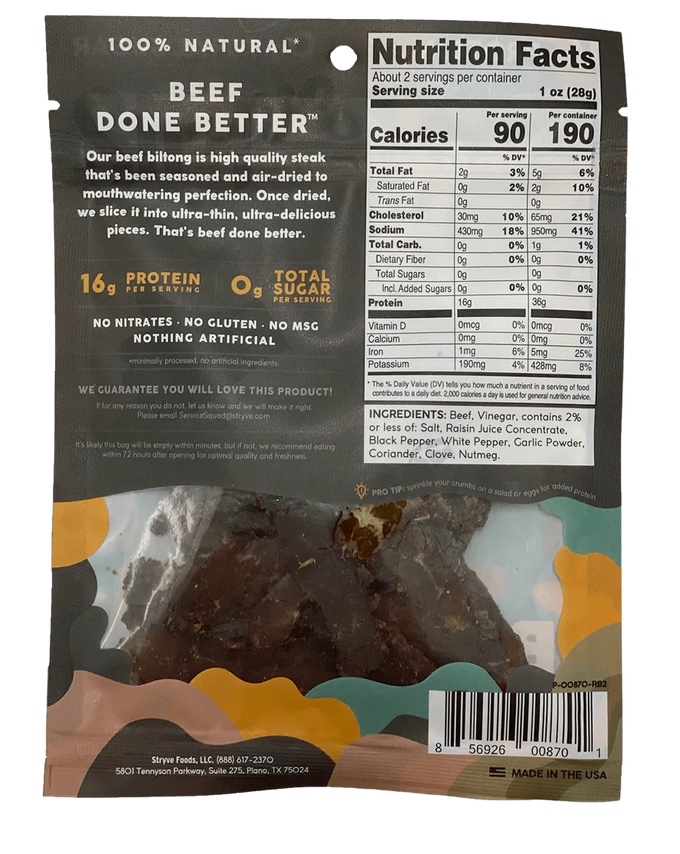 100% NATURAL*
BEEF
DONE BETTER™
Our beef biltong is high quality steak
that's been seasoned and air-dried to
mouthwatering perfection. Once dried,
we slice it into ultra-thin, ultra-delicious
pieces. That's beef done better.
16g PROTEIN PER SERVING
0g TOTAL SUGAR PER SERVING
NO NITRATES · NO GLUTEN · NO MSG
NOTHING ARTIFICIAL
*minimally processed, no artificial ingredients.
WE GUARANTEE YOU WILL LOVE THIS PRODUCT!
If for any reason you do not, let us know and we will make it right.
Please email ServiceSquad@stryve.com
It's likely this bag will be empty within minutes, but if not, we recommend eating
within 72 hours after opening for optimal quality and freshness.
Nutrition Facts
About 2 servings per container
Serving size 1 oz (28g)
Per serving Per container
Calories 90 190
% DV* % DV*
Total Fat 2g 3% 5g 6%
Saturated Fat 0g 2% 2g 10%
Trans Fat 0g 0g
Cholesterol 30mg 10% 65mg 21%
Sodium 430mg 18% 950mg 41%
Total Carb. 0g 0% 1g 1%
Dietary Fiber 0g 0% 0g 0%
Total Sugars 0g 0g
Incl. Added Sugars 0g 0% 0g 0%
Protein 16g 36g
Vitamin D 0mcg 0% 0mcg 0%
Calcium 0mg 0% 0mg 0%
Iron 1mg 6% 5mg 25%
Potassium 190mg 4% 428mg 8%
* The % Daily Value (DV) tells you how much a nutrient in a serving of food
contributes to a daily diet. 2,000 calories a day is used for general nutrition advice.
INGREDIENTS: Beef, Vinegar, contains 2%
or less of: Salt, Raisin Juice Concentrate,
Black Pepper, White Pepper, Garlic Powder,
Coriander, Clove, Nutmeg.
PRO TIP: sprinkle your crumbs on a salad or eggs for added protein
P-00870-RB2
8 56926 00870 1
MADE IN THE USA
Stryve Foods, LLC, (888) 617-2370
5801 Tennyson Parkway, Suite 275, Plano, TX 75024